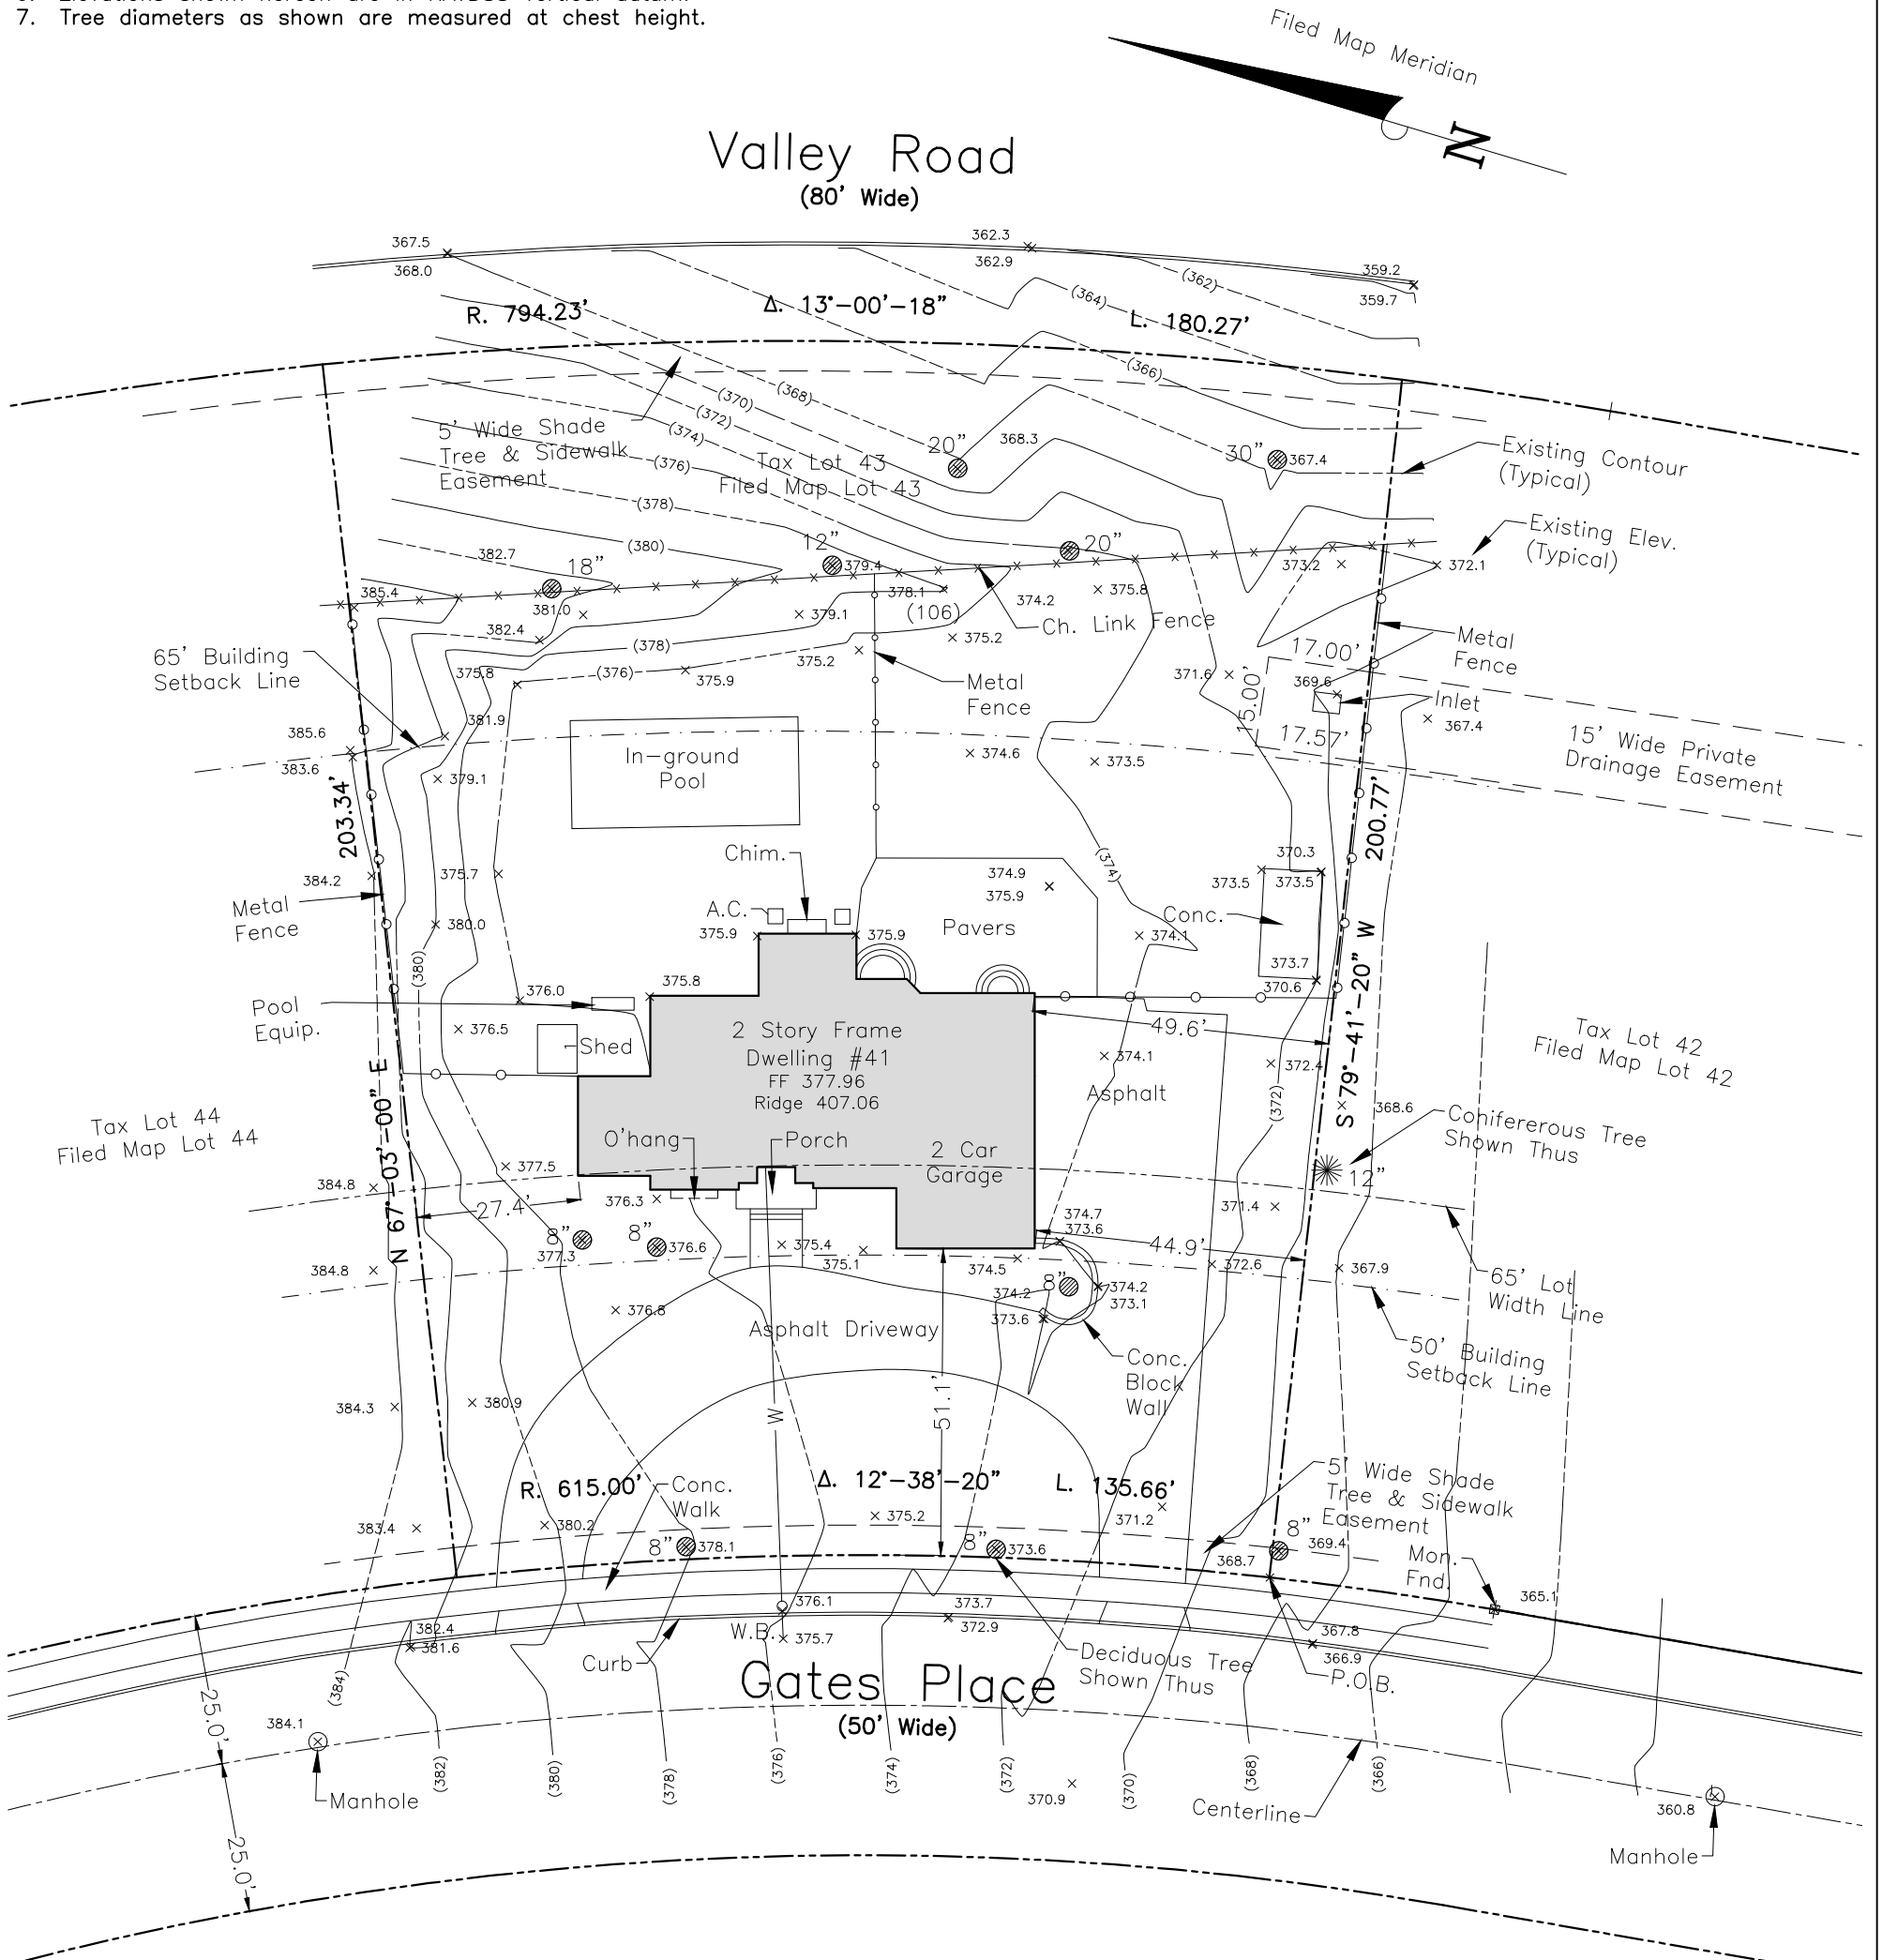 7. Tree diameters as shown are measured at chest height.
Filed Map Meridian
N
Valley Road
(80' Wide)
367.5
368.0
362.3
362.9
359.2
359.7
(362)
(364)
R. 794.23'
Δ. 13°-00'-18"
L. 180.27'
(366)
(368)
(370)
(372)
(374)
(376)
(378)
(380)
5' Wide Shade
Tree & Sidewalk
Easement
Tax Lot 43
Filed Map Lot 43
20"
368.3
30"
367.4
Existing Contour
(Typical)
Existing Elev.
(Typical)
382.7
18"
12"
379.4
20"
385.4
381.0
382.4
379.1
378.1
(106)
374.2
375.8
373.2
372.1
Ch. Link Fence
375.2
375.2
65' Building
Setback Line
375.8
(376)
(378)
375.9
Metal
Fence
371.6
17.00'
15.00'
17.57'
369.6
Metal
Fence
Inlet
367.4
15' Wide Private
Drainage Easement
385.6
383.6
381.9
379.1
In-ground
Pool
374.6
373.5
203.34'
200.77'
Chim.
384.2
375.7
374.9
375.9
(374)
370.3
373.5
373.5
Metal
Fence
380.0
A.C.
375.9
375.9
Pavers
374.1
Conc.
373.7
370.6
(380)
Pool
Equip.
376.0
375.8
376.5
Shed
2 Story Frame
Dwelling #41
FF 377.96
Ridge 407.06
49.6'
374.1
372.4
Asphalt
(372)
S 79°-41'-20" W
368.6
Tax Lot 42
Filed Map Lot 42
Tax Lot 44
Filed Map Lot 44
N 67°-03'-00" E
O'hang
Porch
2 Car
Garage
Conifererous Tree
Shown Thus
12"
377.5
384.8
27.4'
376.3
371.4
374.7
373.6
8"
377.3
8"
376.6
375.4
375.1
374.5
44.9'
372.6
367.9
384.8
65' Lot
Width Line
376.8
374.2
8"
374.2
373.1
373.6
Asphalt Driveway
Conc.
Block
Wall
50' Building
Setback Line
384.3
380.9
W
51.1'
R. 615.00'
Δ. 12°-38'-20"
L. 135.66'
Conc.
Walk
5' Wide Shade
Tree & Sidewalk
Easement
383.4
380.2
375.2
371.2
8"
378.1
8"
373.6
368.7
8"
369.4
Mon.
Fnd.
365.1
382.4
381.6
376.1
W.B.
375.7
373.7
372.9
367.8
366.9
Curb
Deciduous Tree
Shown Thus
P.O.B.
Gates Place
(50' Wide)
(384)
25.0'
384.1
Manhole
(382)
(380)
(378)
(376)
(374)
(372)
370.9
(370)
(368)
(366)
Centerline
360.8
Manhole
25.0'